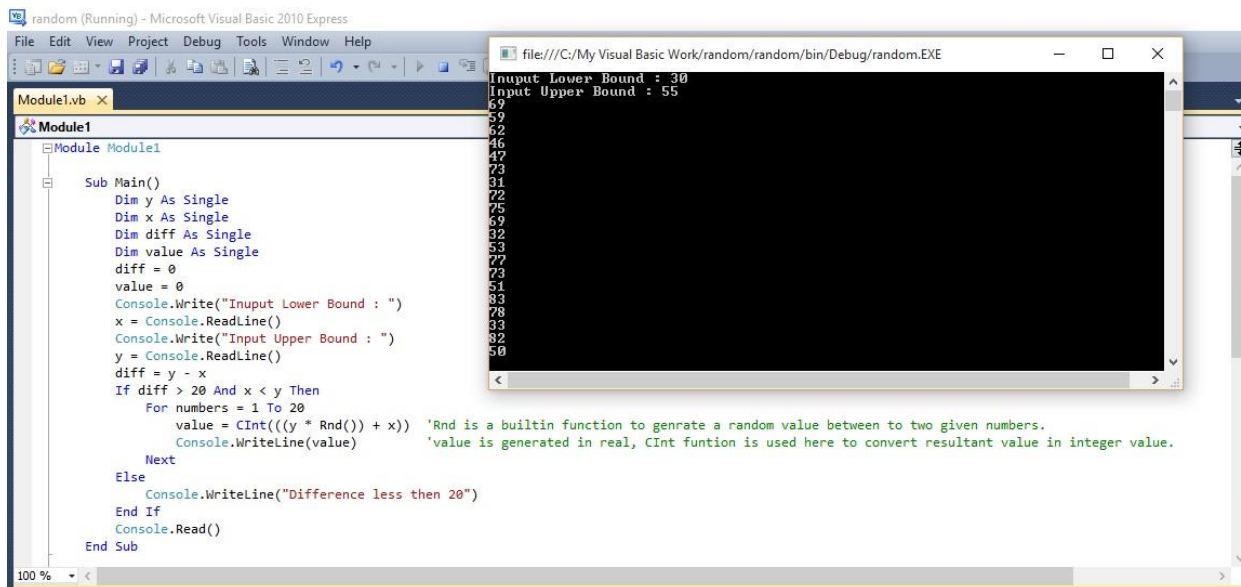 random (Running) - Microsoft Visual Basic 2010 Express
File Edit View Project Debug Tools Window Help
Module1.vb
Module1
Module Module1
Sub Main()
Dim y As Single
Dim x As Single
Dim diff As Single
Dim value As Single
diff = 0
value = 0
Console.Write("Inuput Lower Bound : ")
x = Console.ReadLine()
Console.Write("Input Upper Bound : ")
y = Console.ReadLine()
diff = y - x
If diff > 20 And x < y Then
For numbers = 1 To 20
value = CInt(((y * Rnd()) + x)) 'Rnd is a builtin function to genrate a random value between to two given numbers.
Console.WriteLine(value) 'value is generated in real, CInt funtion is used here to convert resultant value in integer value.
Next
Else
Console.WriteLine("Difference less then 20")
End If
Console.Read()
End Sub
100 %
file:///C:/My Visual Basic Work/random/random/bin/Debug/random.EXE
Inuput Lower Bound : 30
Input Upper Bound : 55
69
59
62
46
47
73
31
72
75
69
32
53
77
73
51
83
78
33
82
50